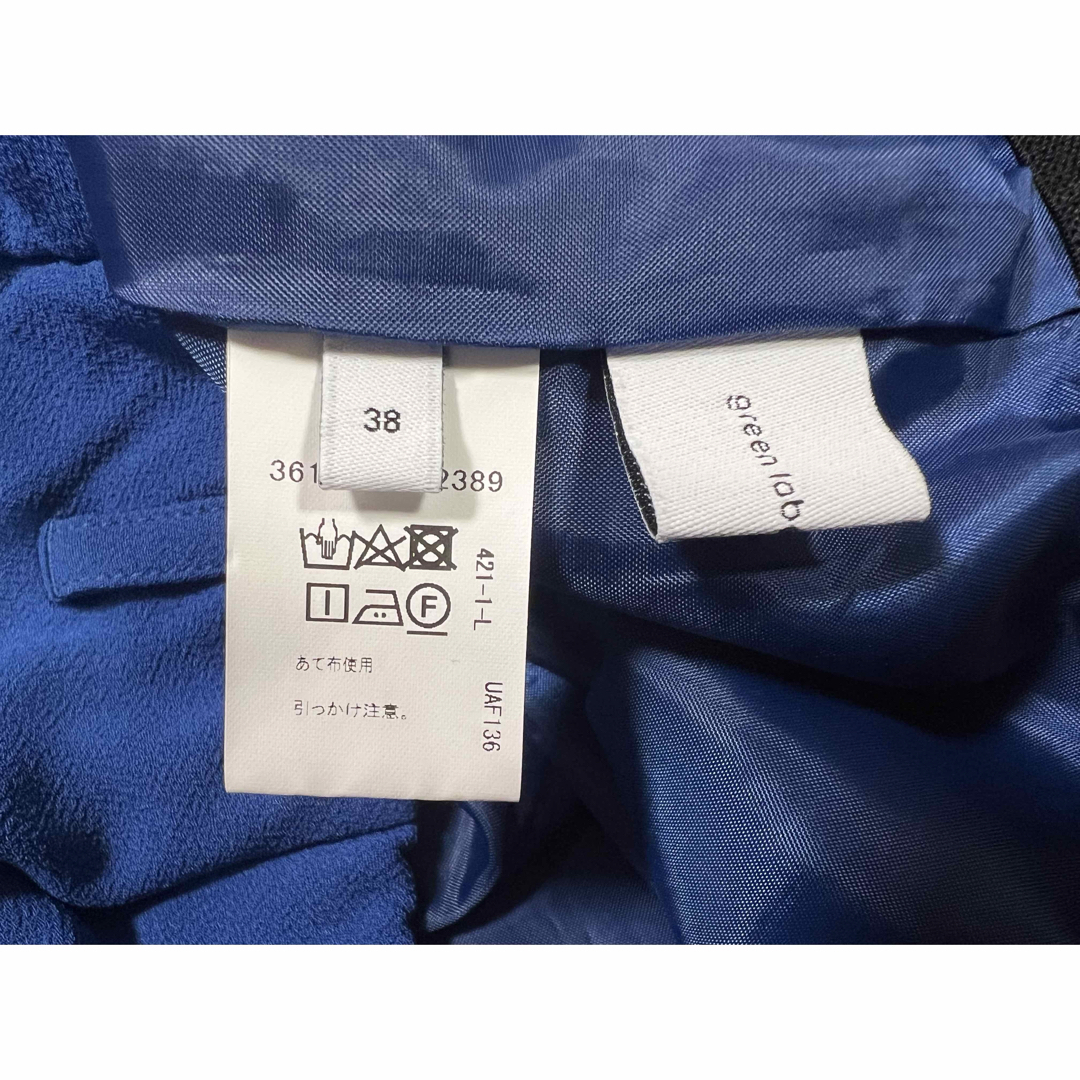 38
361 2389
F
421-1-L
あて布使用
引っかけ注意。
UAF136
green lab